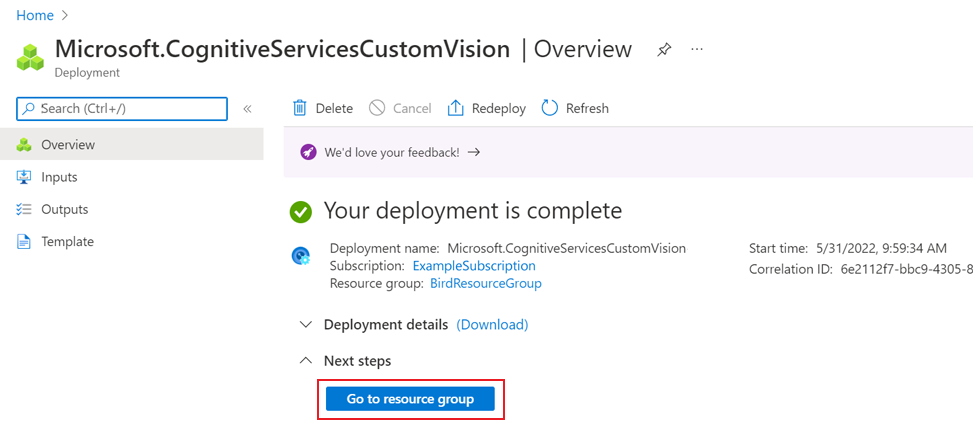 Home
Microsoft.CognitiveServicesCustomVision | Overview
Deployment
Search (Ctrl+/)
Delete Cancel Redeploy Refresh
Overview
Inputs
Outputs
Template
We'd love your feedback!
Your deployment is complete
Deployment name: Microsoft.CognitiveServicesCustomVision
Subscription: ExampleSubscription
Resource group: BirdResourceGroup
Start time: 5/31/2022, 9:59:34 AM
Correlation ID: 6e2112f7-bbc9-4305-8
Deployment details (Download)
Next steps
Go to resource group